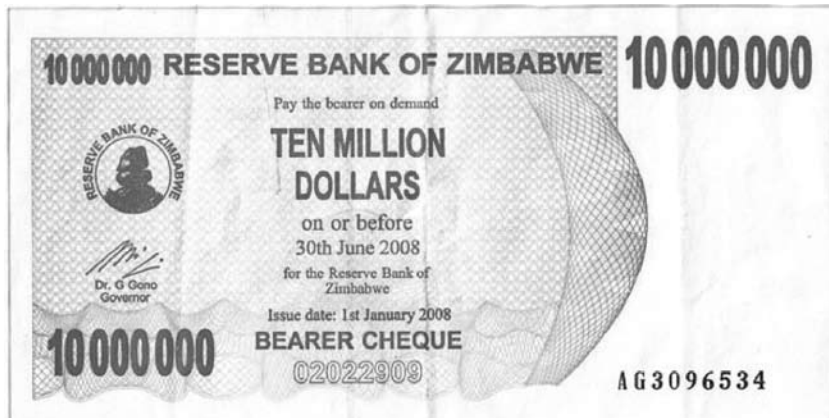 10 000 000 RESERVE BANK OF ZIMBABWE 10 000 000
Pay the bearer on demand
TEN MILLION
DOLLARS
RESERVE BANK OF ZIMBABWE
on or before
30th June 2008
Dr. G Gono
Governor
for the Reserve Bank of
Zimbabwe
Issue date: 1st January 2008
10 000 000 BEARER CHEQUE
02022909
AG3096534